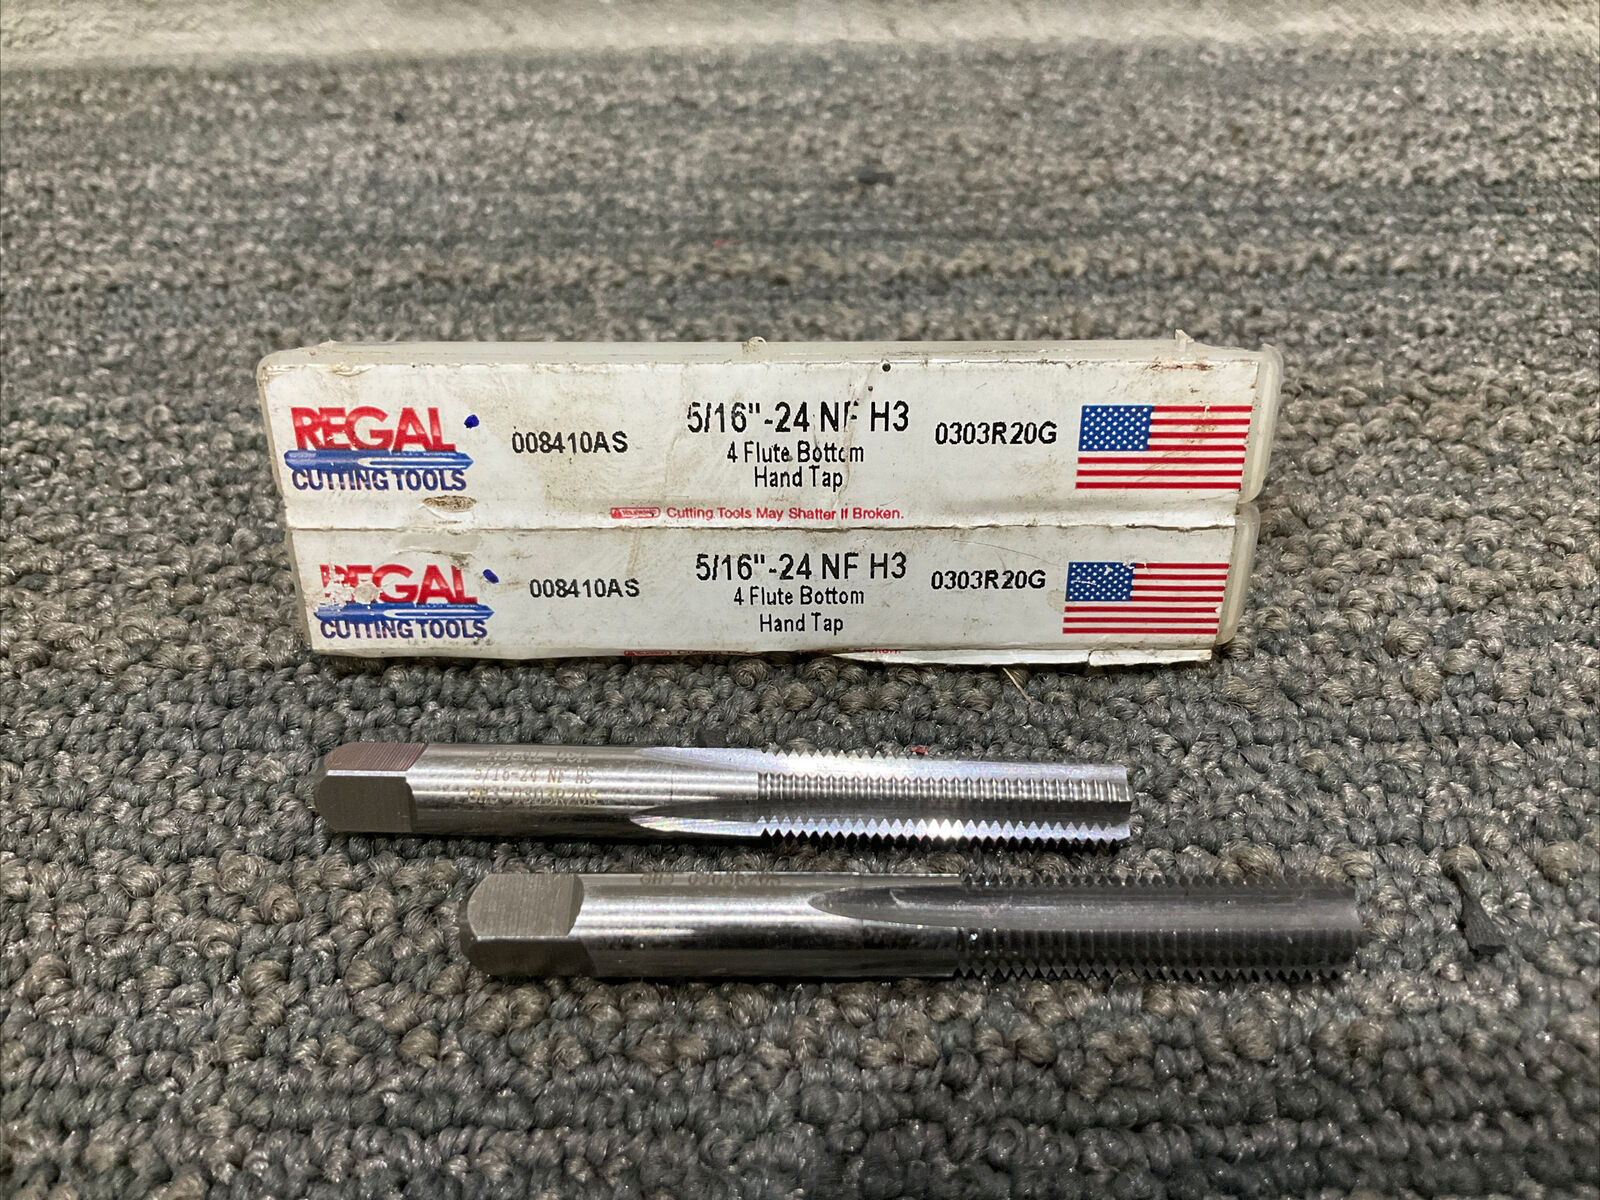 REGAL
CUTTING TOOLS
008410AS
5/16"-24 NF H3
4 Flute Bottom
Hand Tap
0303R20G
Cutting Tools May Shatter If Broken.
REGAL
CUTTING TOOLS
008410AS
5/16"-24 NF H3
4 Flute Bottom
Hand Tap
0303R20G
5/16-24 NF HS